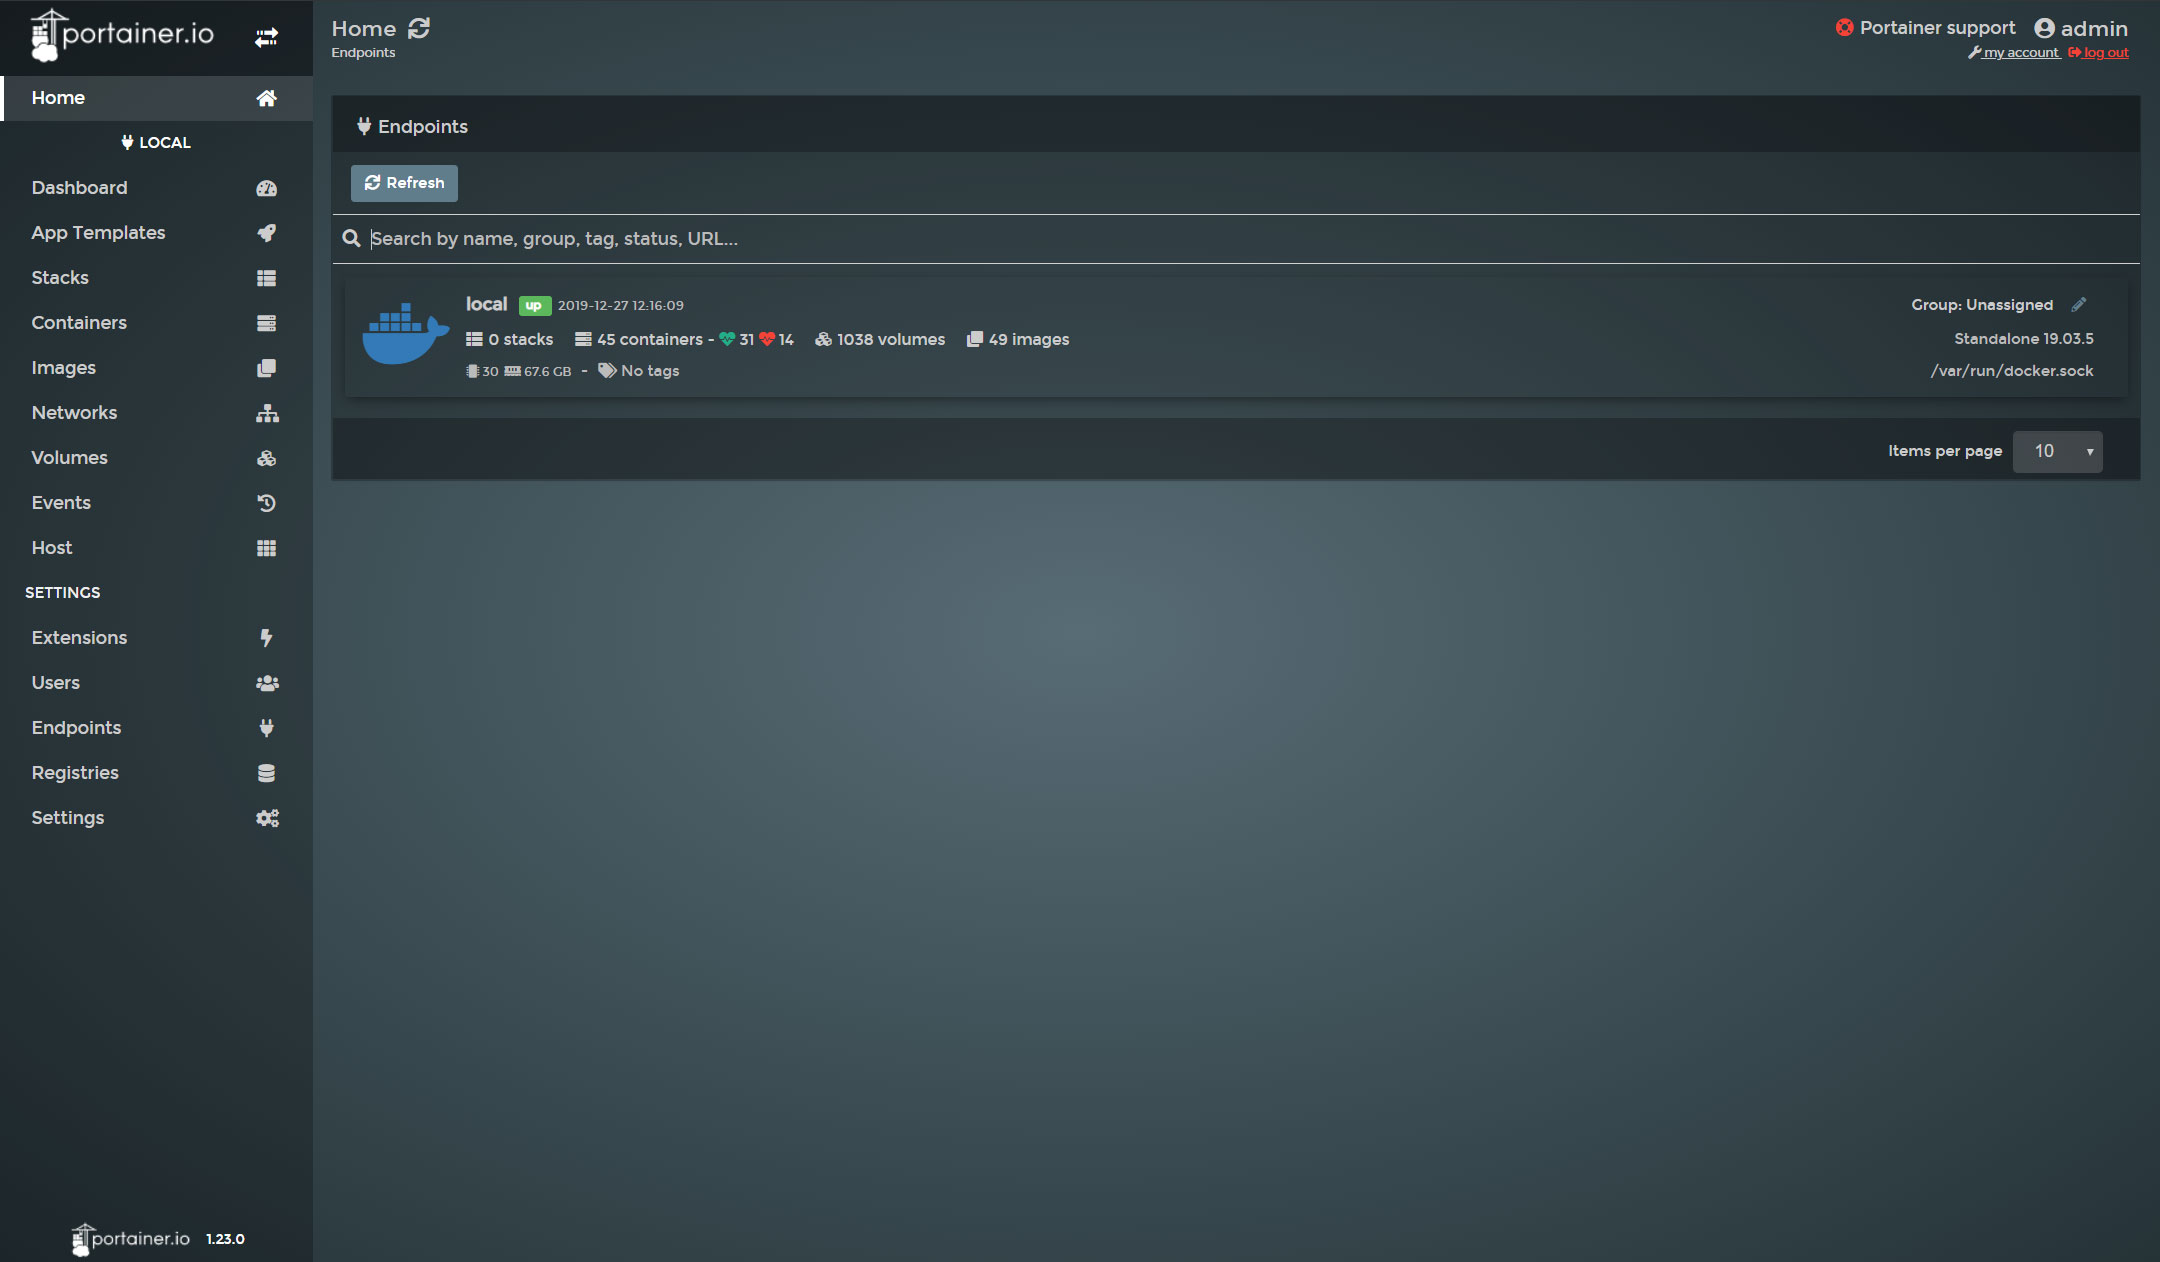 portainer.io
Home
LOCAL
Dashboard
App Templates
Stacks
Containers
Images
Networks
Volumes
Events
Host
SETTINGS
Extensions
Users
Endpoints
Registries
Settings
portainer.io 1.23.0
Home
Endpoints
Portainer support admin
my account log out
Endpoints
Refresh
Search by name, group, tag, status, URL...
local up 2019-12-27 12:16:09
Group: Unassigned
0 stacks 45 containers - 31 14 1038 volumes 49 images
Standalone 19.03.5
30 67.6 GB - No tags
/var/run/docker.sock
Items per page 10